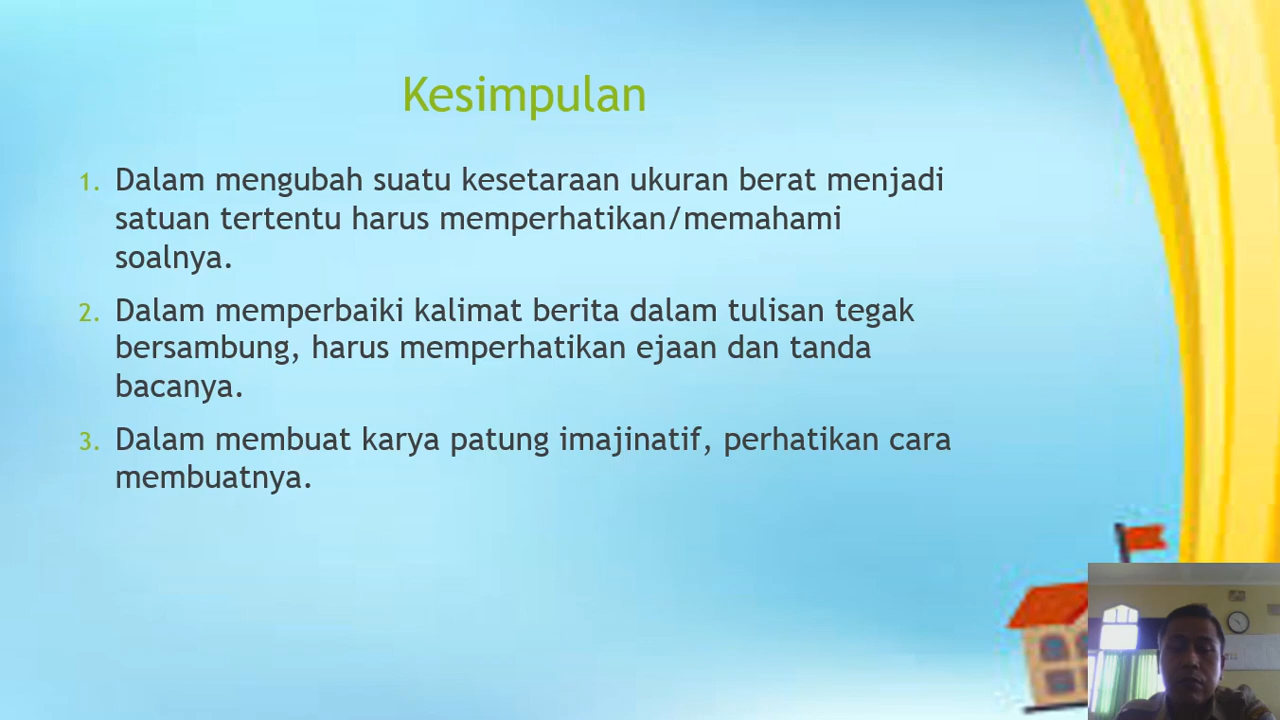 Kesimpulan
1. Dalam mengubah suatu kesetaraan ukuran berat menjadi
satuan tertentu harus memperhatikan/memahami
soalnya.
2. Dalam memperbaiki kalimat berita dalam tulisan tegak
bersambung, harus memperhatikan ejaan dan tanda
bacanya.
3. Dalam membuat karya patung imajinatif, perhatikan cara
membuatnya.